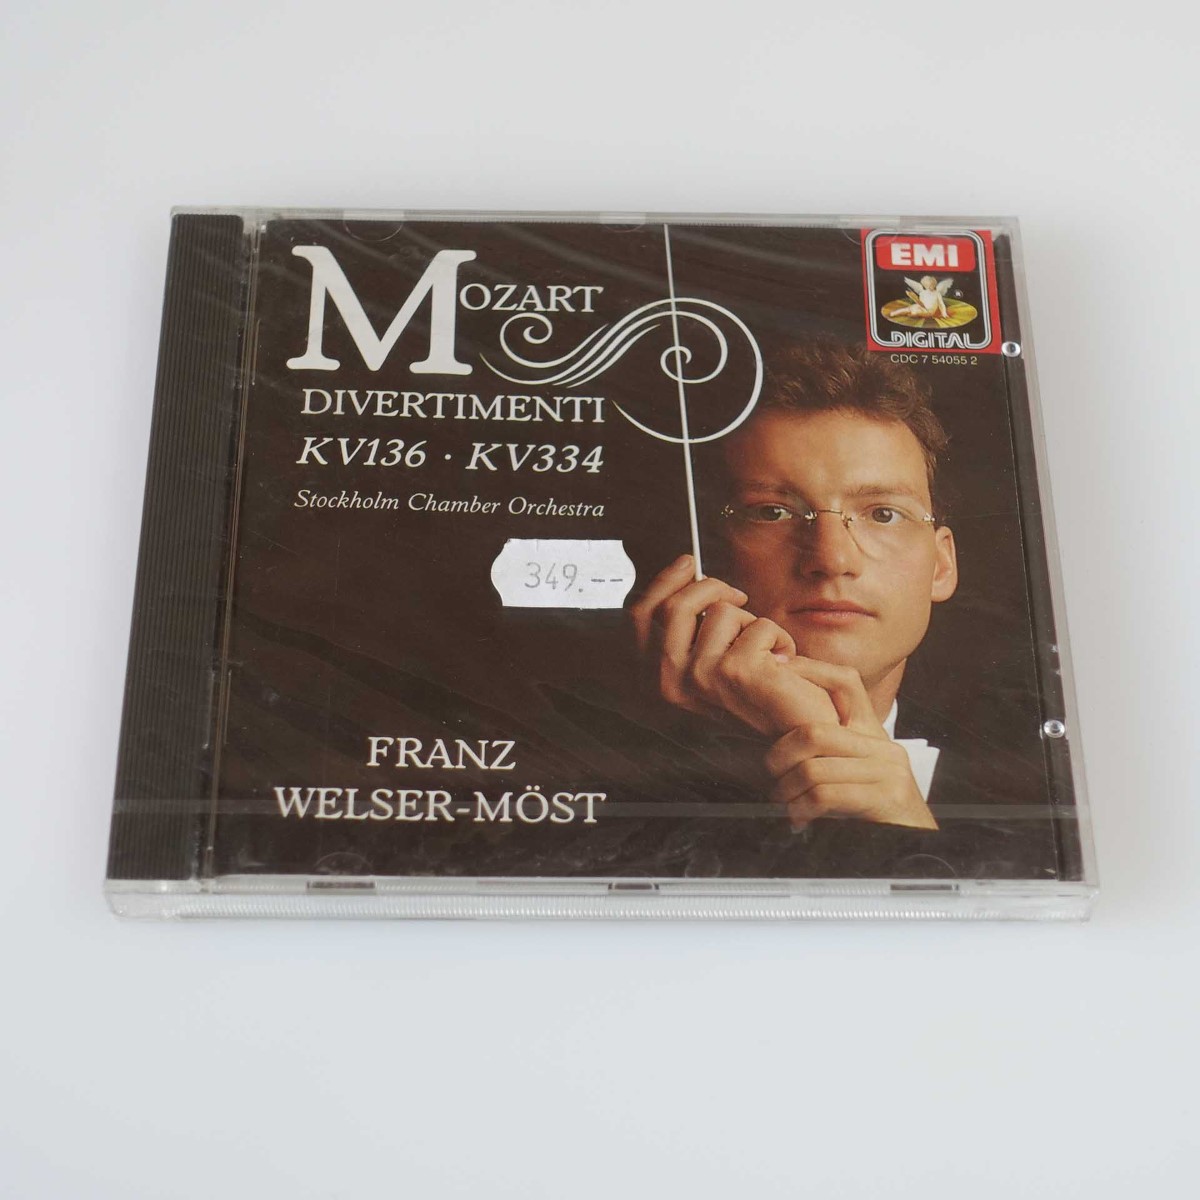 MOZART
DIVERTIMENTI
KV136 · KV334
Stockholm Chamber Orchestra
349.--
FRANZ
WELSER-MÖST
EMI
®
DIGITAL
CDC 7 54055 2